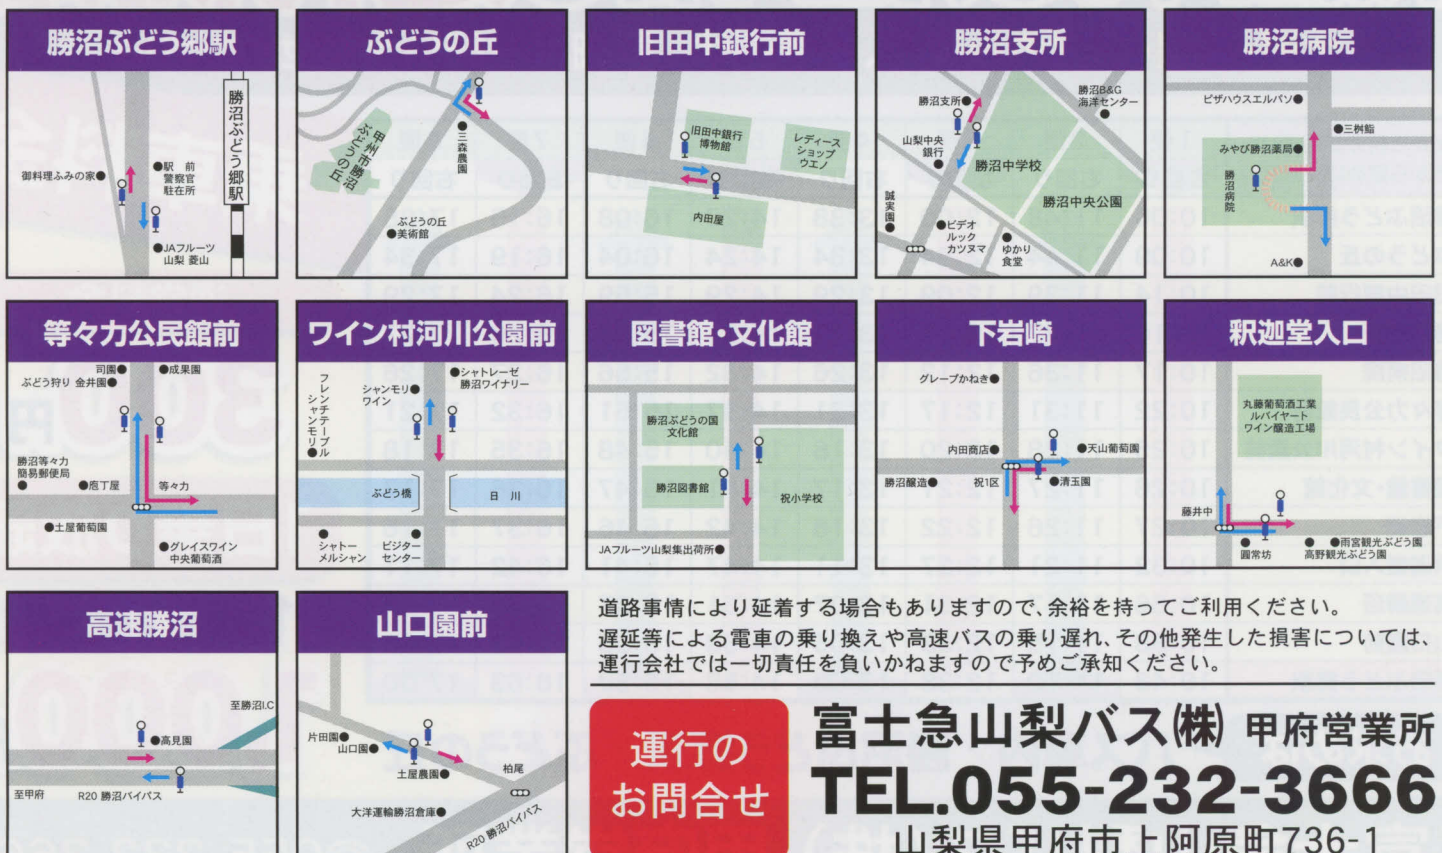 勝沼ぶどう郷駅
御料理ふみの家
駅 前
警察官
駐在所
JAフルーツ
山梨 菱山
勝沼ぶどう郷駅
ぶどうの丘
甲州市勝沼
ぶどうの丘
三森農園
ぶどうの丘
美術館
旧田中銀行前
旧田中銀行
博物館
レディース
ショップ
ウエノ
内田屋
勝沼支所
勝沼支所
勝沼B&G
海洋センター
山梨中央
銀行
勝沼中学校
勝沼中央公園
誠実園
ビデオ
ルック
カツヌマ
ゆかり
食堂
勝沼病院
ピザハウスエルパソ
三桝鮨
みやび勝沼薬局
勝沼病院
A&K
等々力公民館前
司園
成果園
ぶどう狩り 金井園
勝沼等々力
簡易郵便局
庖丁屋
等々力
土屋葡萄園
グレイスワイン
中央葡萄酒
ワイン村河川公園前
フレンチテーブル
シャンモリ
シャンモリ
ワイン
シャトレーゼ
勝沼ワイナリー
ぶどう橋
日 川
シャトー
メルシャン
ビジター
センター
図書館・文化館
勝沼ぶどうの国
文化館
勝沼図書館
祝小学校
JAフルーツ山梨集出荷所
下岩崎
グレープかねき
内田商店
天山葡萄園
勝沼醸造
祝1区
清玉園
釈迦堂入口
丸藤葡萄酒工業
ルバイヤート
ワイン醸造工場
藤井中
圓常坊
雨宮観光ぶどう園
高野観光ぶどう園
高速勝沼
至勝沼I.C
高見園
至甲府
R20 勝沼バイパス
山口園前
片田園
山口園
土屋農園
柏尾
大洋運輸勝沼倉庫
R20 勝沼バイパス
道路事情により延着する場合もありますので、余裕を持ってご利用ください。
遅延等による電車の乗り換えや高速バスの乗り遅れ、その他発生した損害については、
運行会社では一切責任を負いかねますので予めご承知ください。
運行の
お問合せ
富士急山梨バス㈱ 甲府営業所
TEL.055-232-3666
山梨県甲府市上阿原町736-1